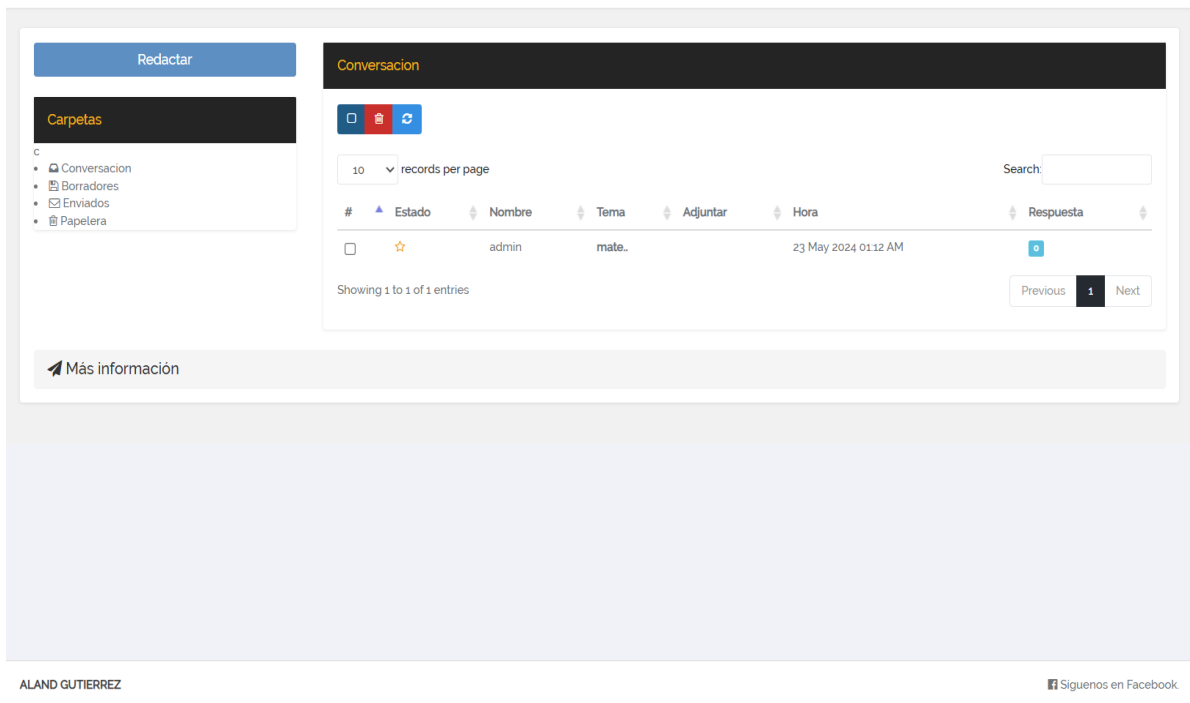 Redactar
Carpetas
c
Conversacion
Borradores
Enviados
Papelera
Conversacion
10 records per page
Search:
# Estado Nombre Tema Adjuntar Hora Respuesta
admin mate.. 23 May 2024 01:12 AM 0
Showing 1 to 1 of 1 entries
Previous 1 Next
Más información
ALAND GUTIERREZ
Síguenos en Facebook.